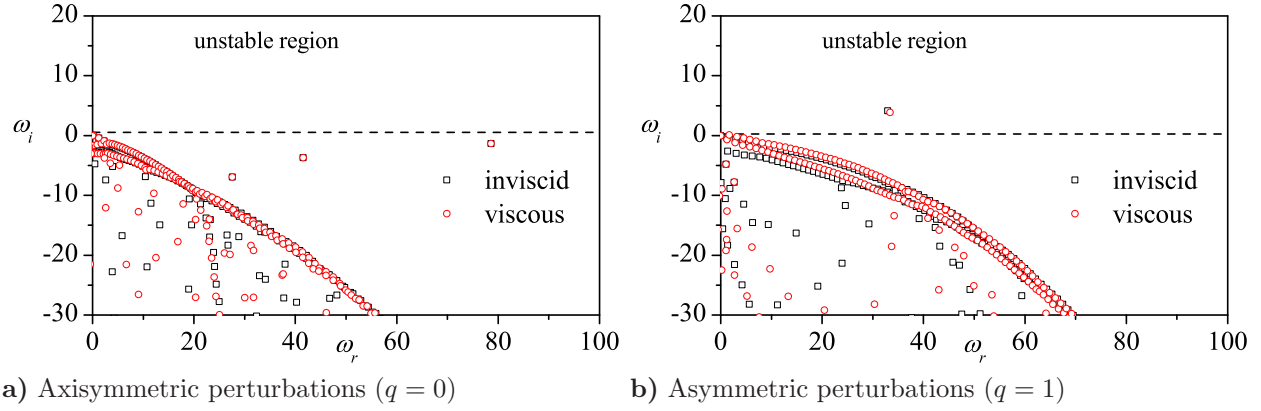 20
10
0
-10
-20
-30
ω_i
unstable region
inviscid
viscous
0
20
40
60
80
100
ω_r
a) Axisymmetric perturbations (q = 0)
20
10
0
-10
-20
-30
ω_i
unstable region
inviscid
viscous
0
20
40
60
80
100
ω_r
b) Asymmetric perturbations (q = 1)